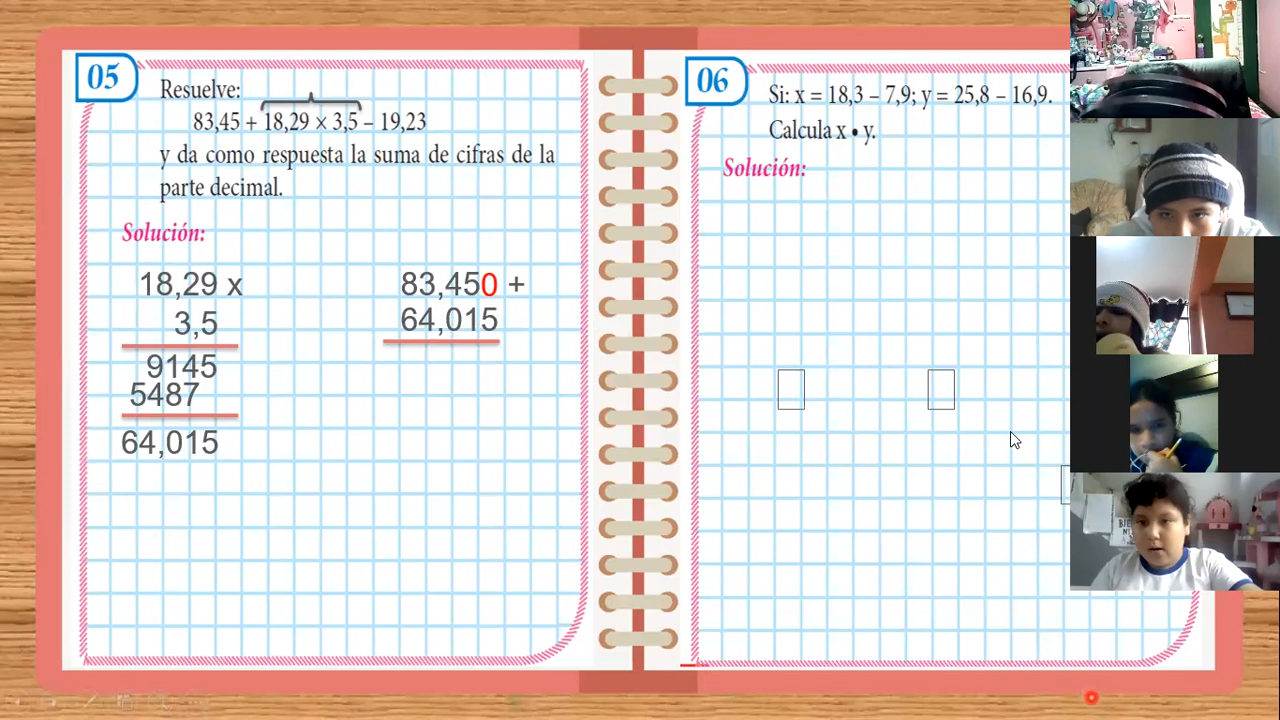 05
Resuelve:
83,45 + 18,29 × 3,5 – 19,23
y da como respuesta la suma de cifras de la
parte decimal.
Solución:
18,29 x
3,5
9145
5487
64,015
83,450 +
64,015
06
Si: x = 18,3 – 7,9; y = 25,8 – 16,9.
Calcula x • y.
Solución: